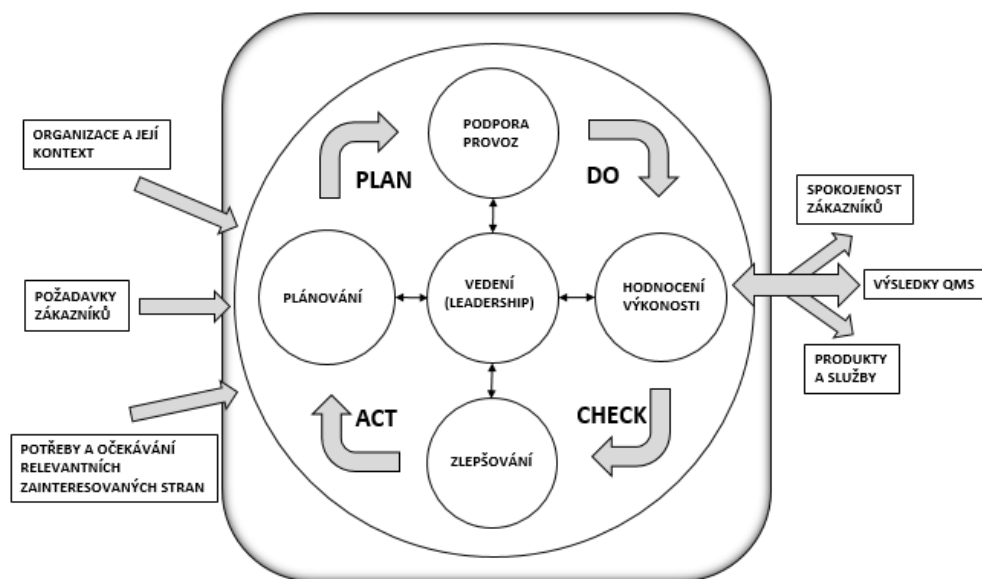 ORGANIZACE A JEJÍ
KONTEXT
POŽADAVKY
ZÁKAZNÍKŮ
POTŘEBY A OČEKÁVÁNÍ
RELEVANTNÍCH
ZAINTERESOVANÝCH STRAN
PLAN
PODPORA
PROVOZ
DO
PLÁNOVÁNÍ
VEDENÍ
(LEADERSHIP)
HODNOCENÍ
VÝKONOSTI
ACT
ZLEPŠOVÁNÍ
CHECK
SPOKOJENOST
ZÁKAZNÍKŮ
VÝSLEDKY QMS
PRODUKTY
A SLUŽBY